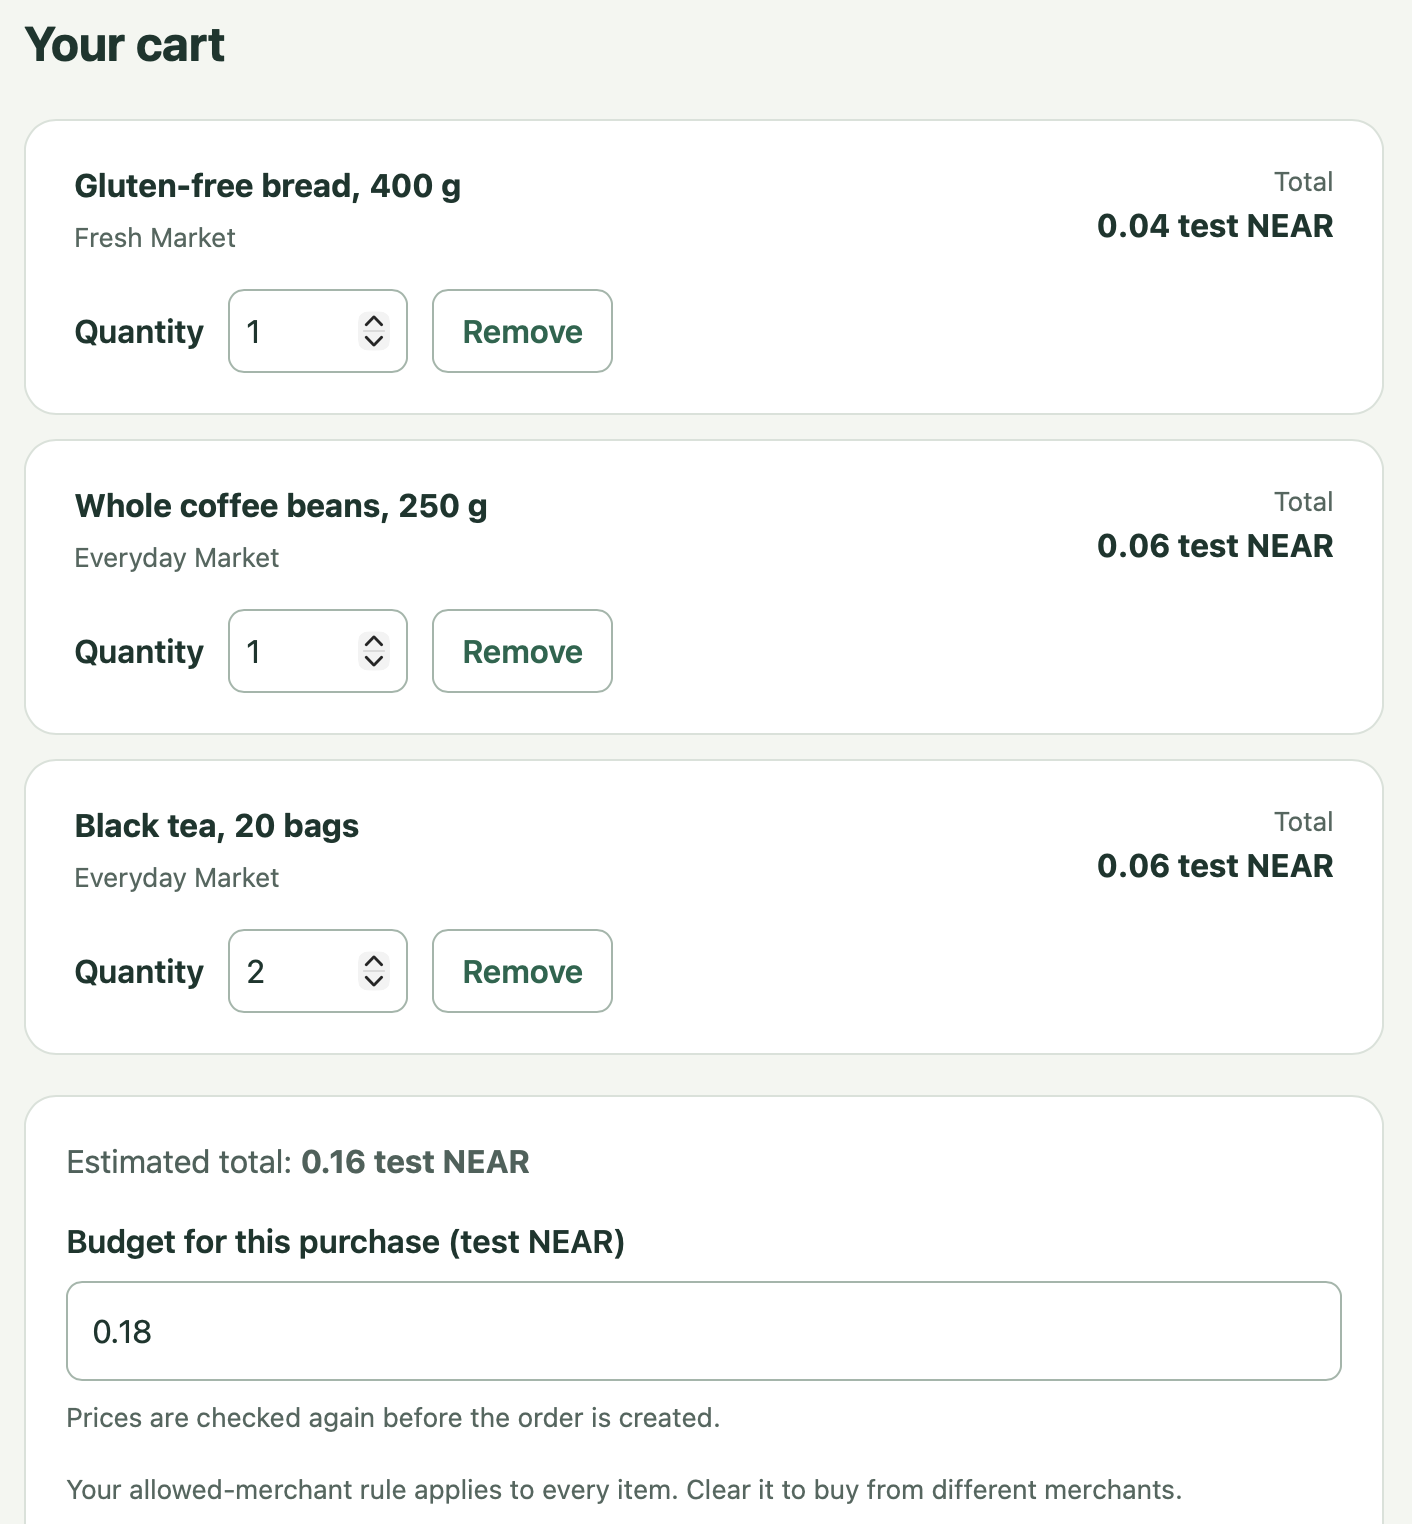 Your cart
Gluten-free bread, 400 g
Fresh Market
Total
0.04 test NEAR
Quantity
1
Remove
Whole coffee beans, 250 g
Everyday Market
Total
0.06 test NEAR
Quantity
1
Remove
Black tea, 20 bags
Everyday Market
Total
0.06 test NEAR
Quantity
2
Remove
Estimated total: 0.16 test NEAR
Budget for this purchase (test NEAR)
0.18
Prices are checked again before the order is created.
Your allowed-merchant rule applies to every item. Clear it to buy from different merchants.